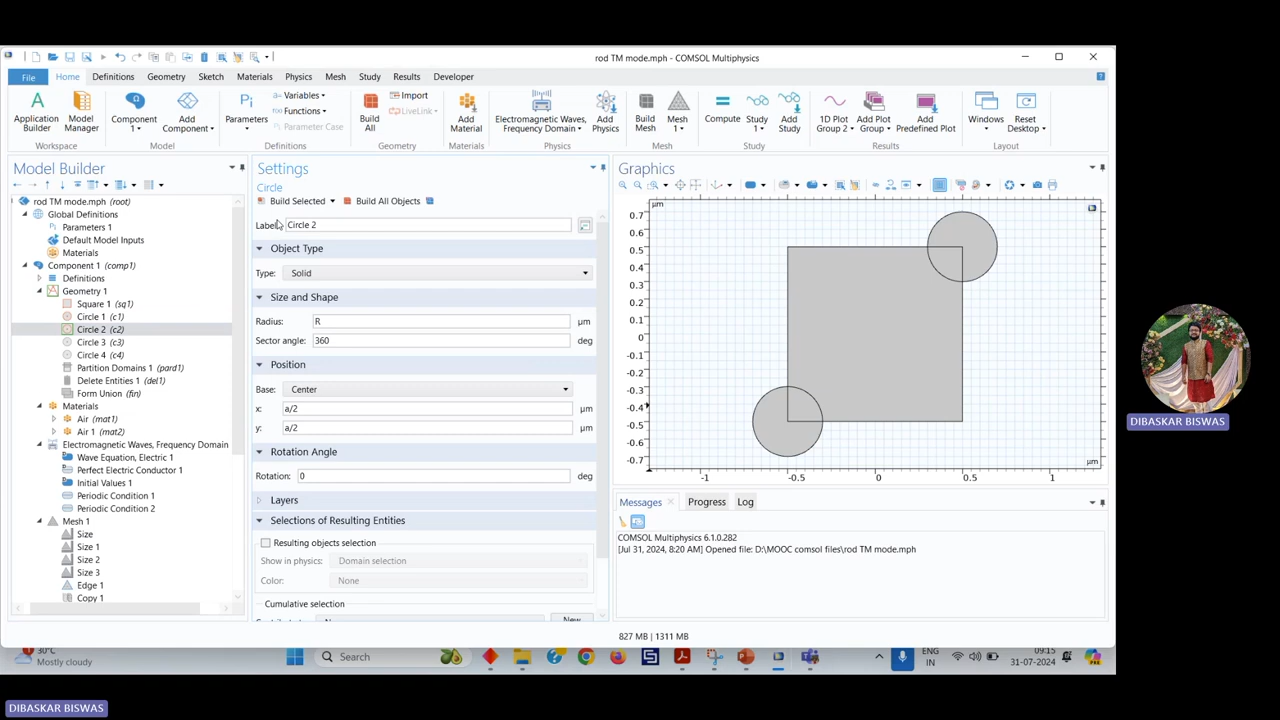 rod TM mode.mph - COMSOL Multiphysics
File Home Definitions Geometry Sketch Materials Physics Mesh Study Results Developer
Application Builder
Model Manager
Workspace
Component 1
Add Component
Model
Parameters
Variables
Functions
Parameter Case
Definitions
Build All
Import
LiveLink
Geometry
Add Material
Materials
Electromagnetic Waves, Frequency Domain
Add Physics
Physics
Build Mesh
Mesh 1
Mesh
Compute
Study 1
Add Study
Study
1D Plot Group 2
Add Plot Group
Add Predefined Plot
Results
Windows
Reset Desktop
Layout
Model Builder
rod TM mode.mph (root)
Global Definitions
Parameters 1
Default Model Inputs
Materials
Component 1 (comp1)
Definitions
Geometry 1
Square 1 (sq1)
Circle 1 (c1)
Circle 2 (c2)
Circle 3 (c3)
Circle 4 (c4)
Partition Domains 1 (pard1)
Delete Entities 1 (del1)
Form Union (fin)
Materials
Air (mat1)
Air 1 (mat2)
Electromagnetic Waves, Frequency Domain
Wave Equation, Electric 1
Perfect Electric Conductor 1
Initial Values 1
Periodic Condition 1
Periodic Condition 2
Mesh 1
Size
Size 1
Size 2
Size 3
Edge 1
Copy 1
Settings
Circle
Build Selected Build All Objects
Label: Circle 2
Object Type
Type: Solid
Size and Shape
Radius: R µm
Sector angle: 360 deg
Position
Base: Center
x: a/2 µm
y: a/2 µm
Rotation Angle
Rotation: 0 deg
Layers
Selections of Resulting Entities
Resulting objects selection
Show in physics: Domain selection
Color: None
Cumulative selection
New
Graphics
µm
0.7
0.6
0.5
0.4
0.3
0.2
0.1
0
-0.1
-0.2
-0.3
-0.4
-0.5
-0.6
-0.7
µm
-1 -0.5 0 0.5 1
Messages Progress Log
COMSOL Multiphysics 6.1.0.282
[Jul 31, 2024, 8:20 AM] Opened file: D:\MOOC comsol files\rod TM mode.mph
827 MB | 1311 MB
30°C
Mostly cloudy
Search
ENG
IN
09:15
31-07-2024
DIBASKAR BISWAS
DIBASKAR BISWAS